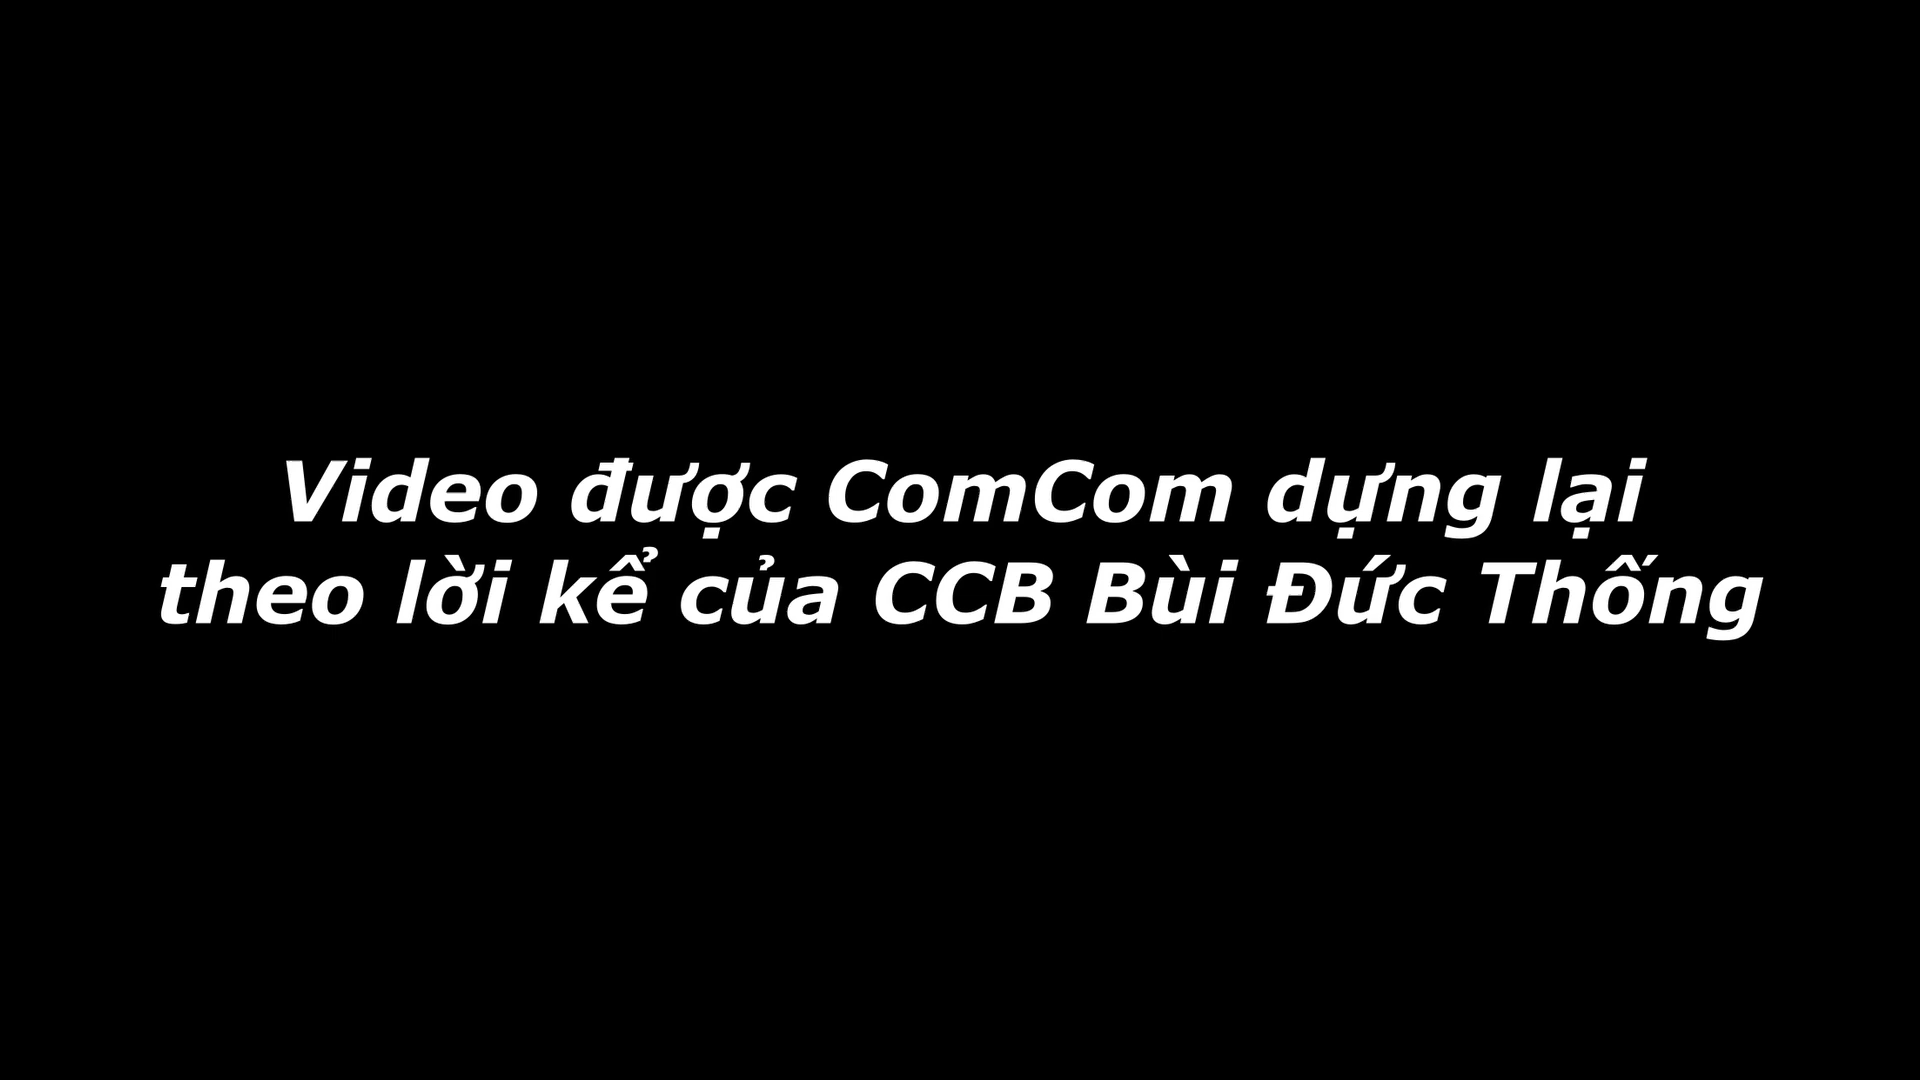 Video được ComCom dựng lại
theo lời kể của CCB Bùi Đức Thống